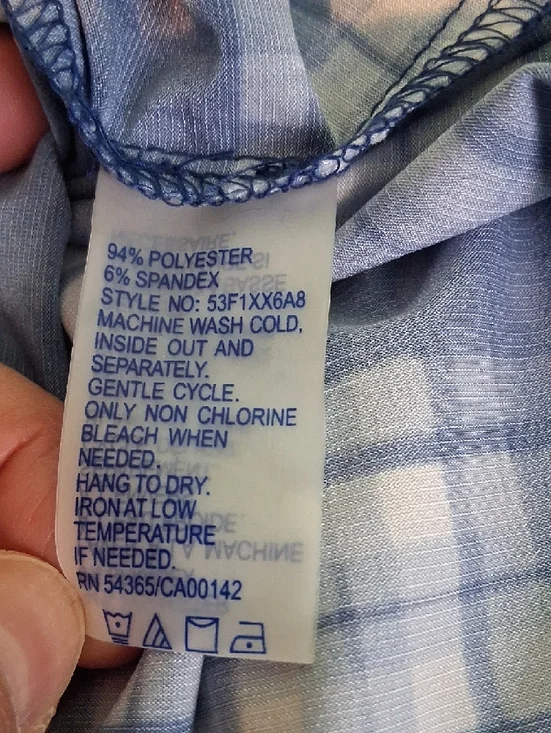 94% POLYESTER
6% SPANDEX
STYLE NO: 53F1XX6A8
MACHINE WASH COLD,
INSIDE OUT AND
SEPARATELY.
GENTLE CYCLE.
ONLY NON CHLORINE
BLEACH WHEN
NEEDED.
HANG TO DRY.
IRON AT LOW
TEMPERATURE
IF NEEDED.
RN 54365/CA00142